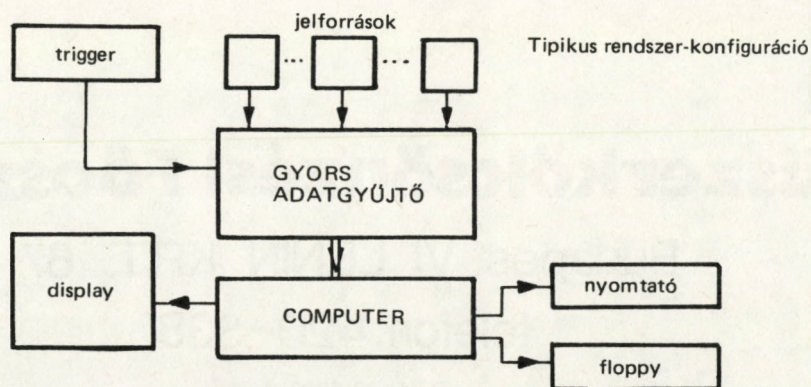 jelforrások
trigger
Tipikus rendszer-konfiguráció
GYORS
ADATGYŰJTŐ
display
COMPUTER
nyomtató
floppy